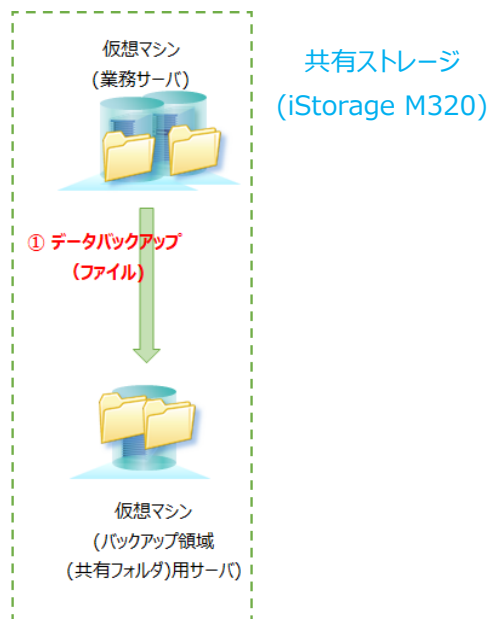 仮想マシン
(業務サーバ)
共有ストレージ
(iStorage M320)
① データバックアップ
（ファイル)
仮想マシン
(バックアップ領域
(共有フォルダ)用サーバ)